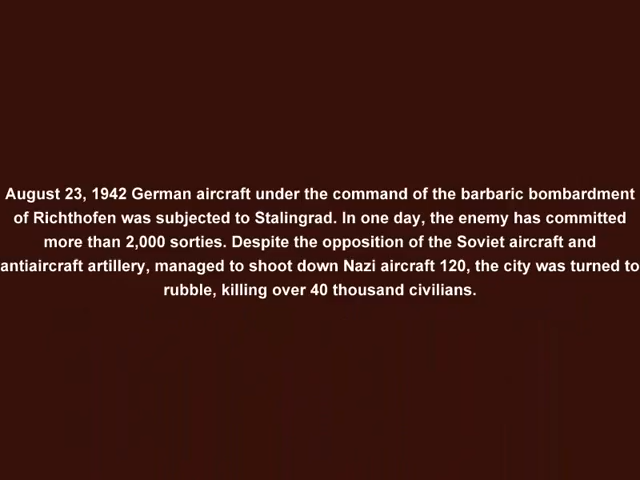 August 23, 1942 German aircraft under the command of the barbaric bombardment
of Richthofen was subjected to Stalingrad. In one day, the enemy has committed
more than 2,000 sorties. Despite the opposition of the Soviet aircraft and
antiaircraft artillery, managed to shoot down Nazi aircraft 120, the city was turned to
rubble, killing over 40 thousand civilians.